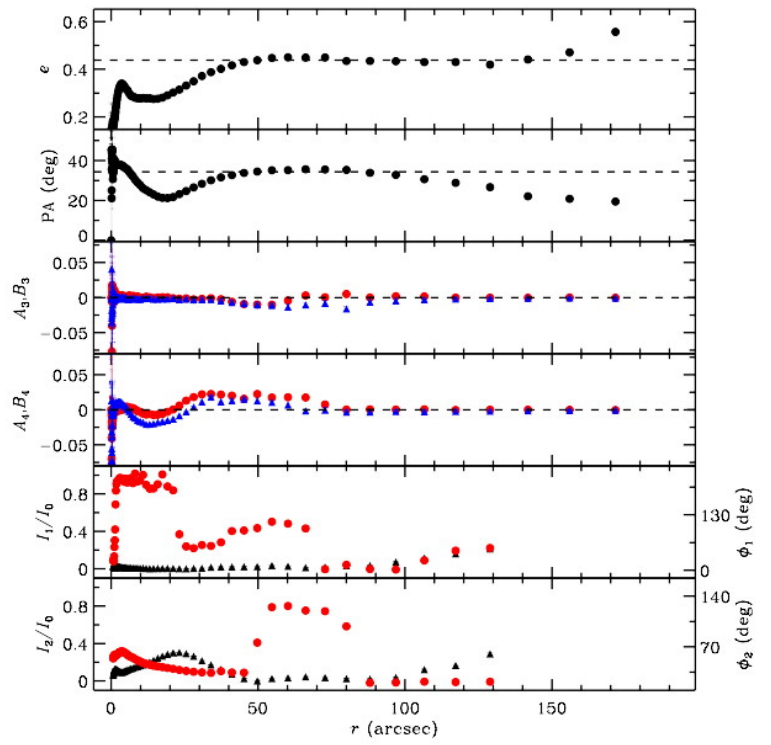 0.6
0.4
0.2
e
40
20
0
PA (deg)
0.05
0
−0.05
A₃,B₃
0.05
0
−0.05
A₄,B₄
0.8
0.4
0
I₁/I₀
130
0
φ₁ (deg)
0.8
0.4
0
I₂/I₀
140
70
φ₂ (deg)
0 50 100 150
r (arcsec)